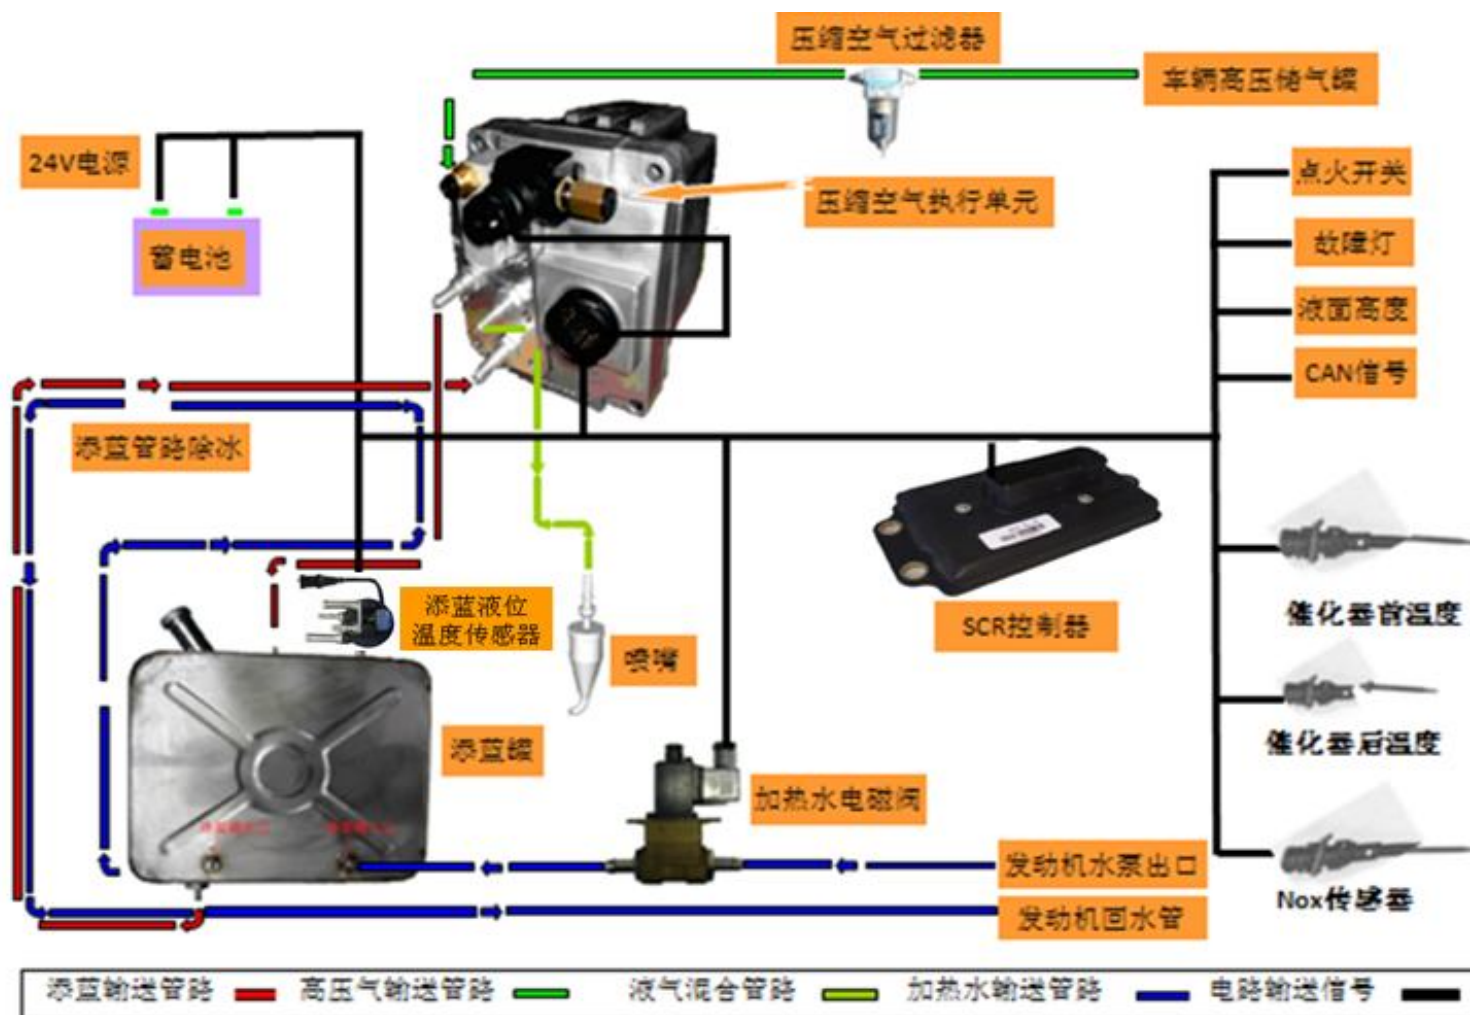 压缩空气过滤器
车辆高压储气罐
24V电源
点火开关
压缩空气执行单元
故障灯
蓄电池
液面高度
CAN信号
添蓝管路除冰
添蓝液位
温度传感器
SCR控制器
催化器前温度
喷嘴
添蓝罐
催化器后温度
加热水电磁阀
发动机水泵出口
Nox传感器
发动机回水管
添蓝输送管路 高压气输送管路 液气混合管路 加热水输送管路 电路输送信号